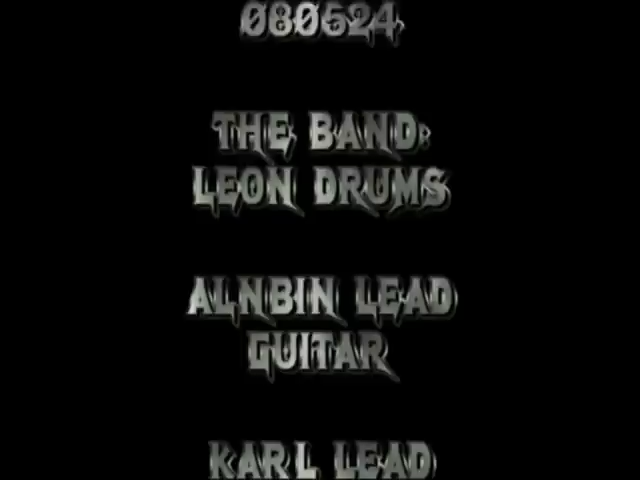 080524
THE BAND:
LEON DRUMS
ALNBIN LEAD
GUITAR
KARL LEAD